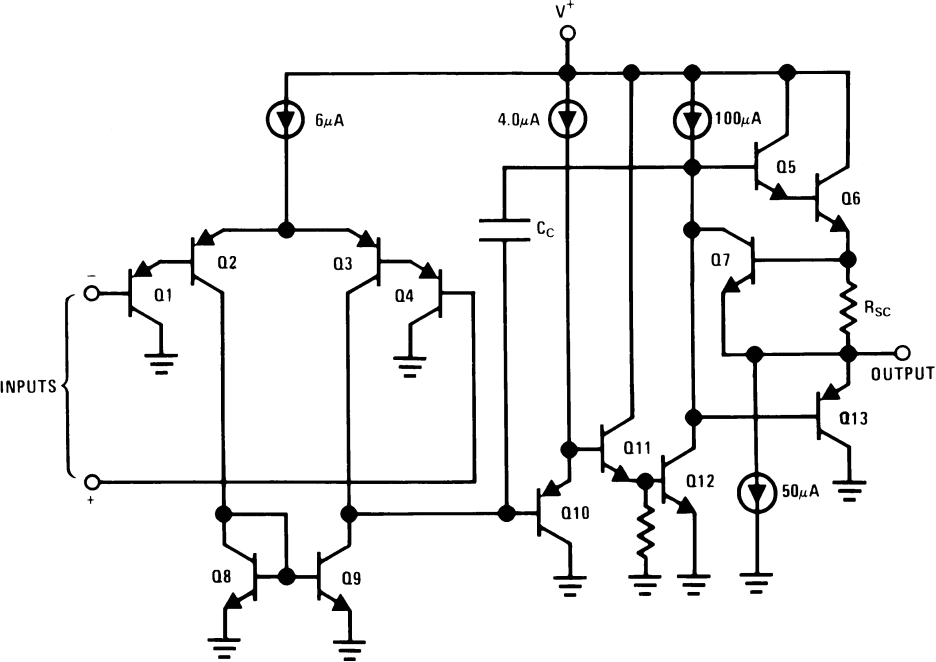 V+
6μA
4.0μA
100μA
Q5
Q6
CC
Q2
Q3
Q7
−
Q1
Q4
RSC
INPUTS
OUTPUT
Q13
Q11
+
Q10
Q12
50μA
Q8
Q9